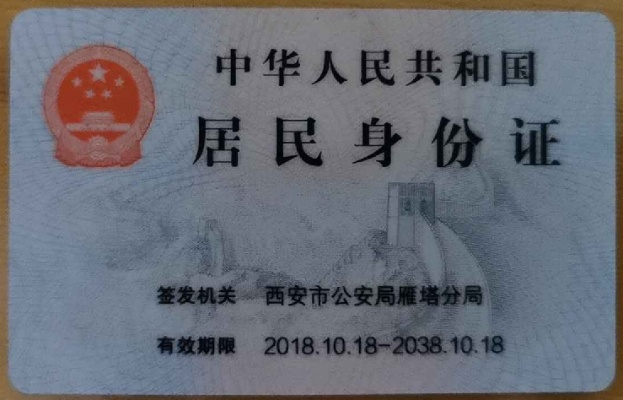 中华人民共和国
居民身份证
签发机关 西安市公安局雁塔分局
有效期限 2018.10.18-2038.10.18